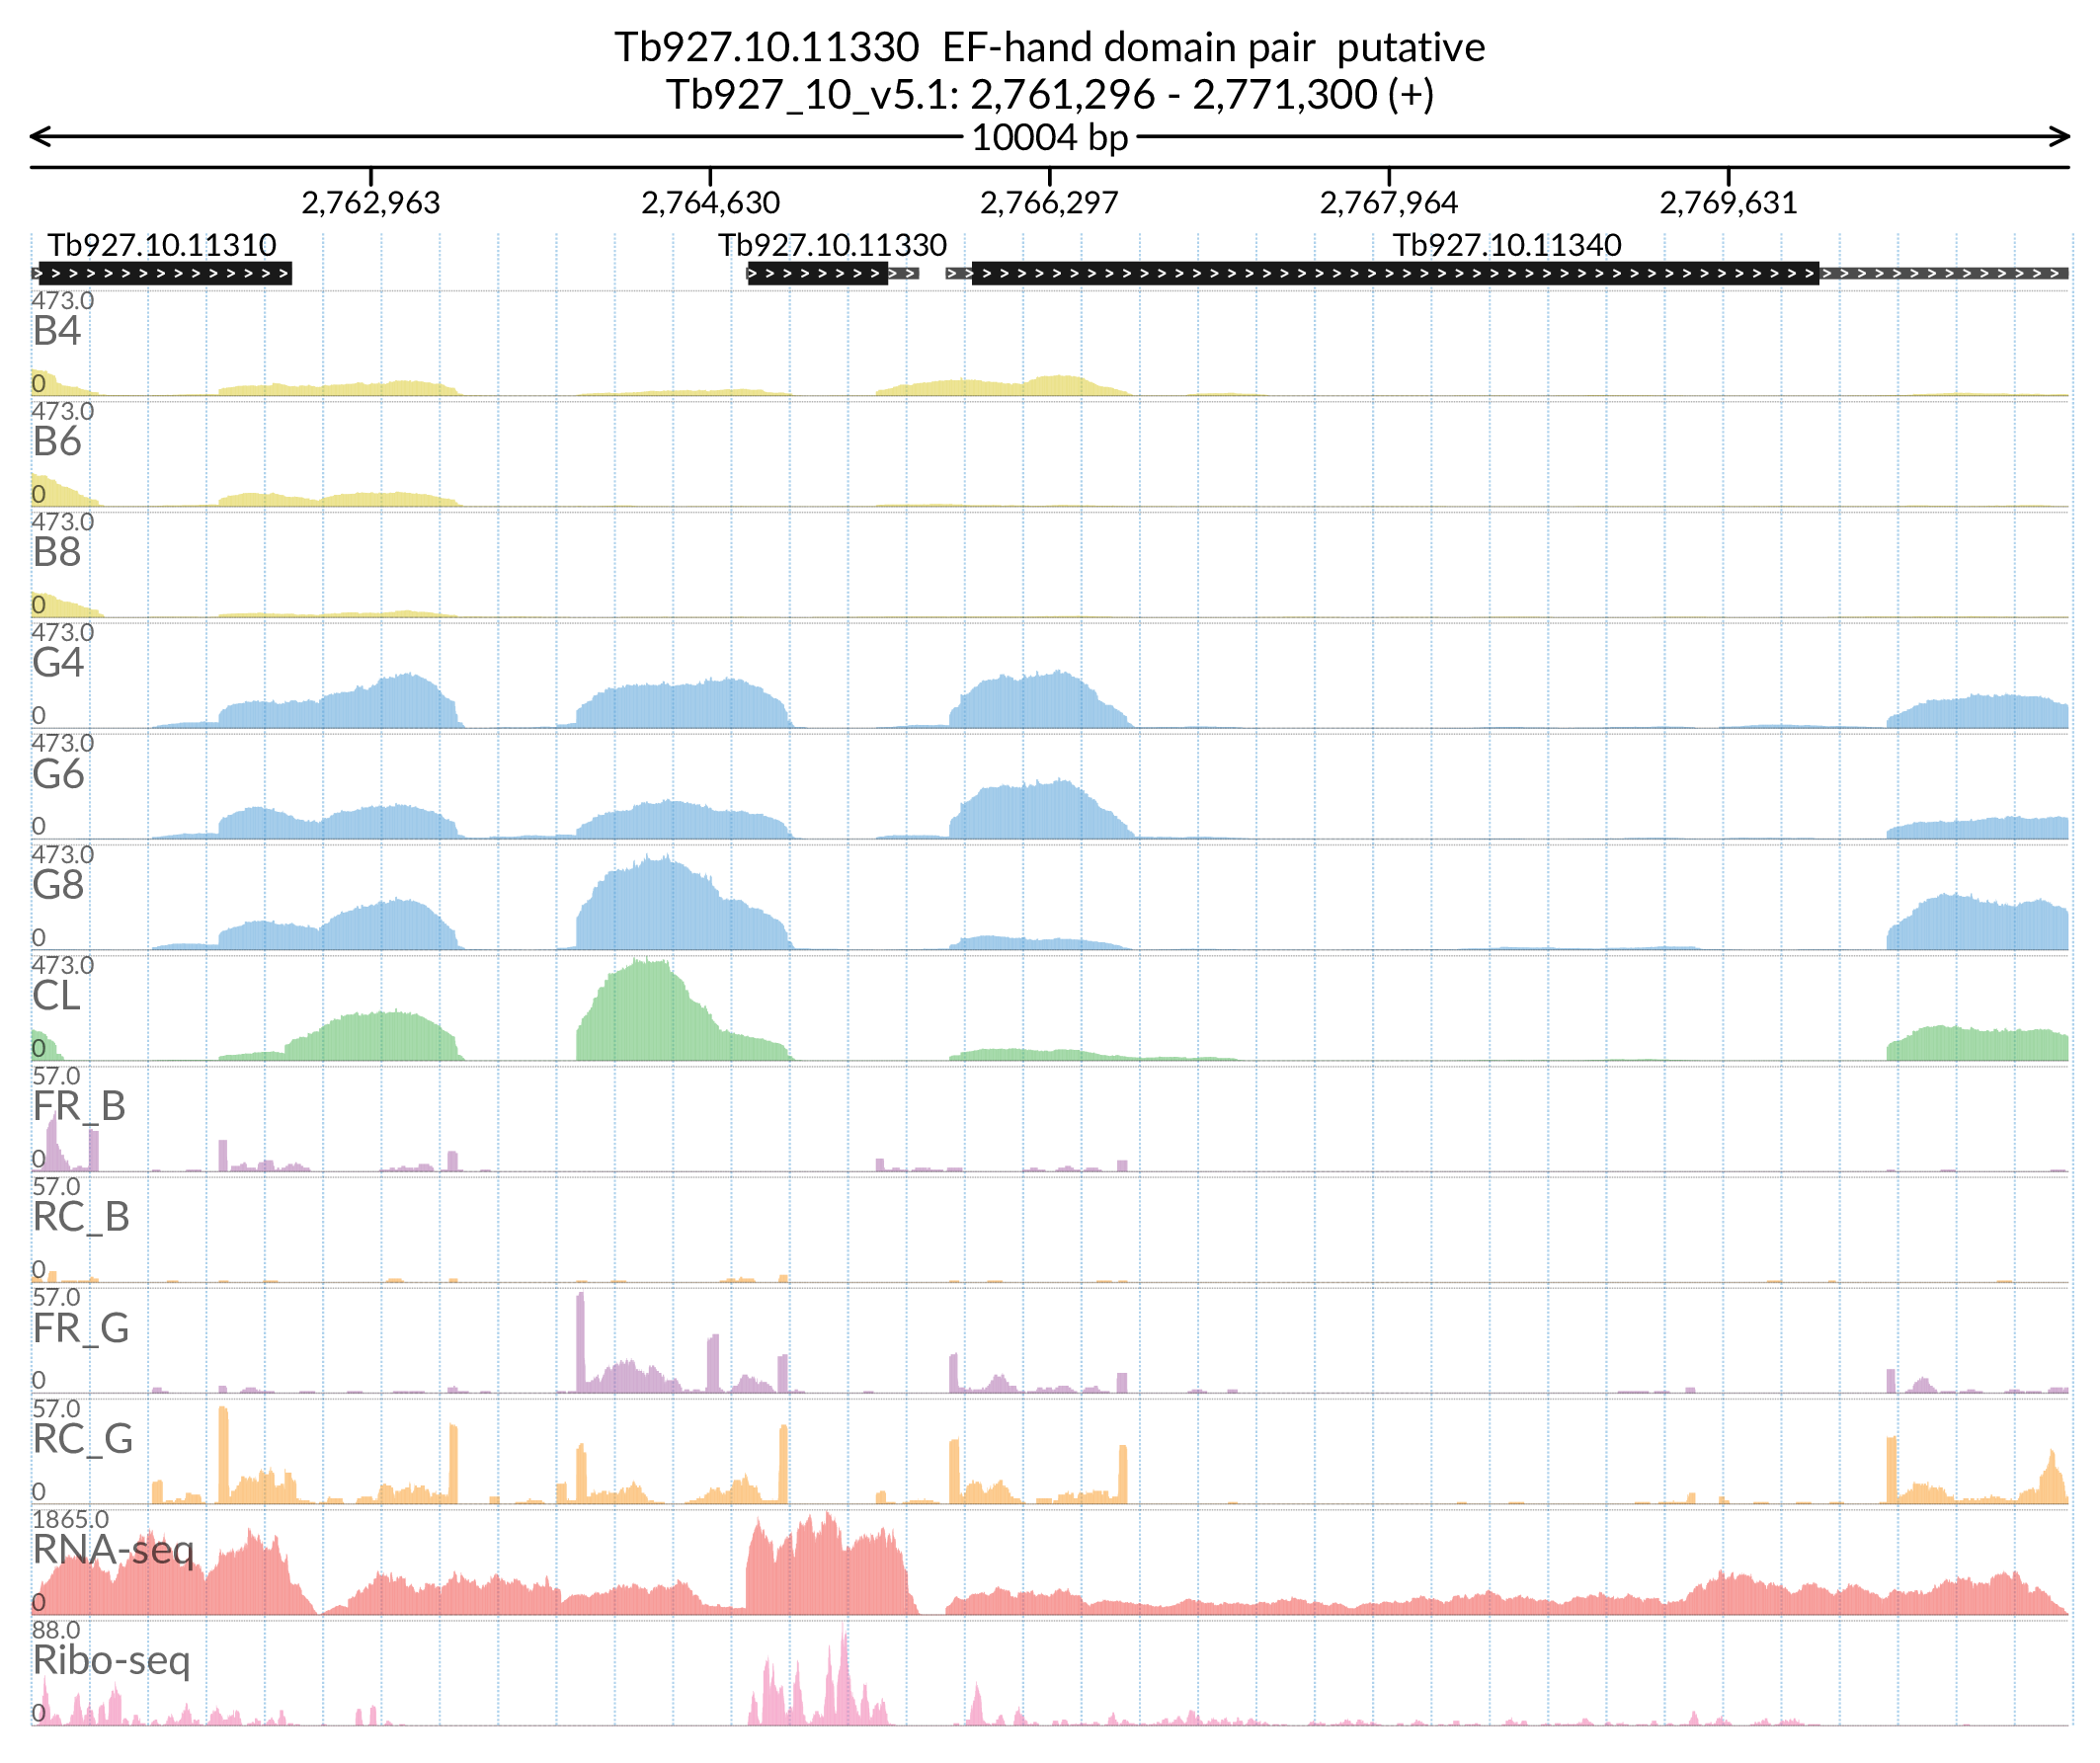 Tb927.10.11330  EF-hand domain pair  putative
Tb927_10_v5.1: 2,761,296 - 2,771,300 (+)
10004 bp
2,762,963 2,764,630 2,766,297 2,767,964 2,769,631
Tb927.10.11310 Tb927.10.11330 Tb927.10.11340
473.0
B4
0
473.0
B6
0
473.0
B8
0
473.0
G4
0
473.0
G6
0
473.0
G8
0
473.0
CL
0
57.0
FR_B
0
57.0
RC_B
0
57.0
FR_G
0
57.0
RC_G
0
1865.0
RNA-seq
0
88.0
Ribo-seq
0